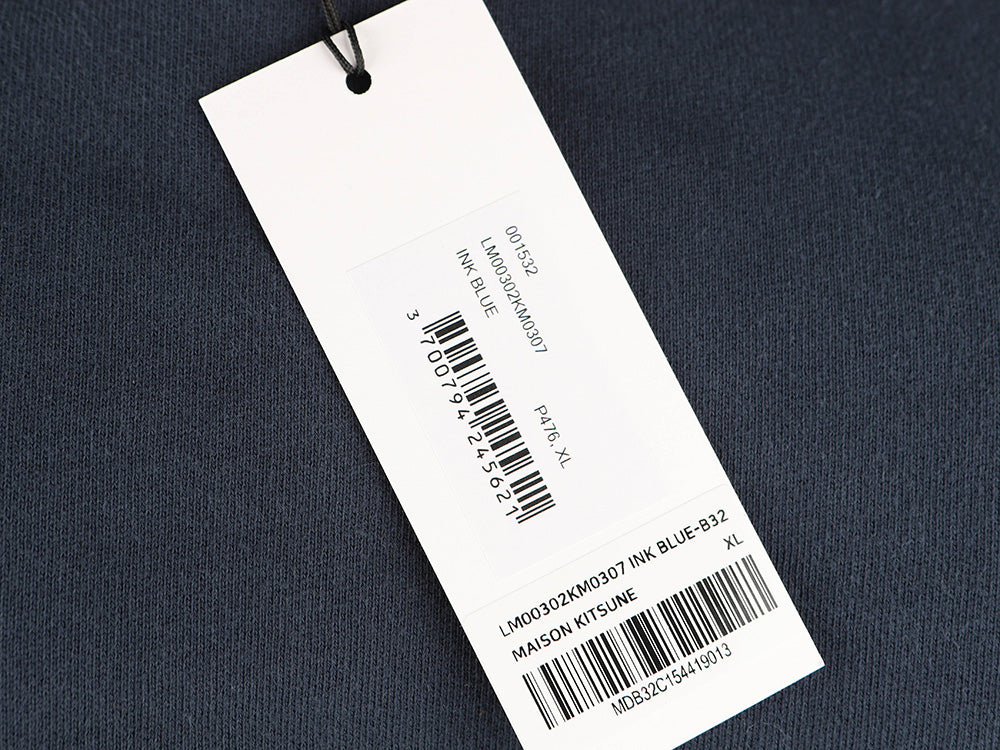 001532
LM00302KM0307
INK BLUE
P476, XL
3 700794 245621
LM00302KM0307 INK BLUE-B32
XL
MAISON KITSUNE
MDB32C154419013